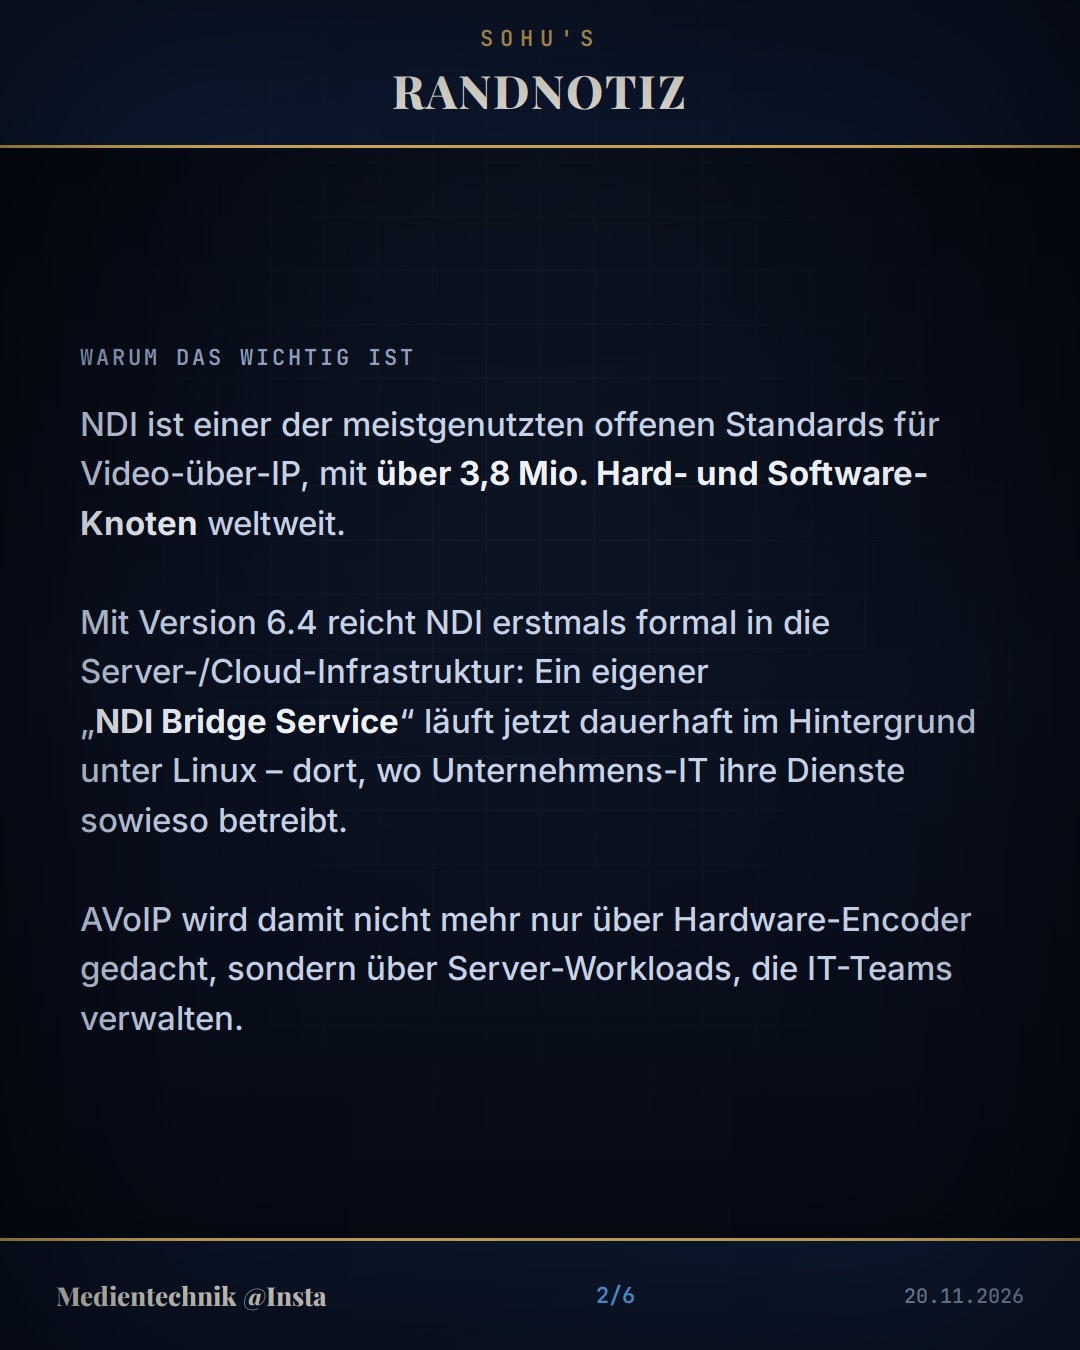 SOHU'S
RANDNOTIZ
WARUM DAS WICHTIG IST
NDI ist einer der meistgenutzten offenen Standards für
Video-über-IP, mit über 3,8 Mio. Hard- und Software-
Knoten weltweit.
Mit Version 6.4 reicht NDI erstmals formal in die
Server-/Cloud-Infrastruktur: Ein eigener
„NDI Bridge Service“ läuft jetzt dauerhaft im Hintergrund
unter Linux – dort, wo Unternehmens-IT ihre Dienste
sowieso betreibt.
AVoIP wird damit nicht mehr nur über Hardware-Encoder
gedacht, sondern über Server-Workloads, die IT-Teams
verwalten.
Medientechnik @Insta
2/6
20.11.2026